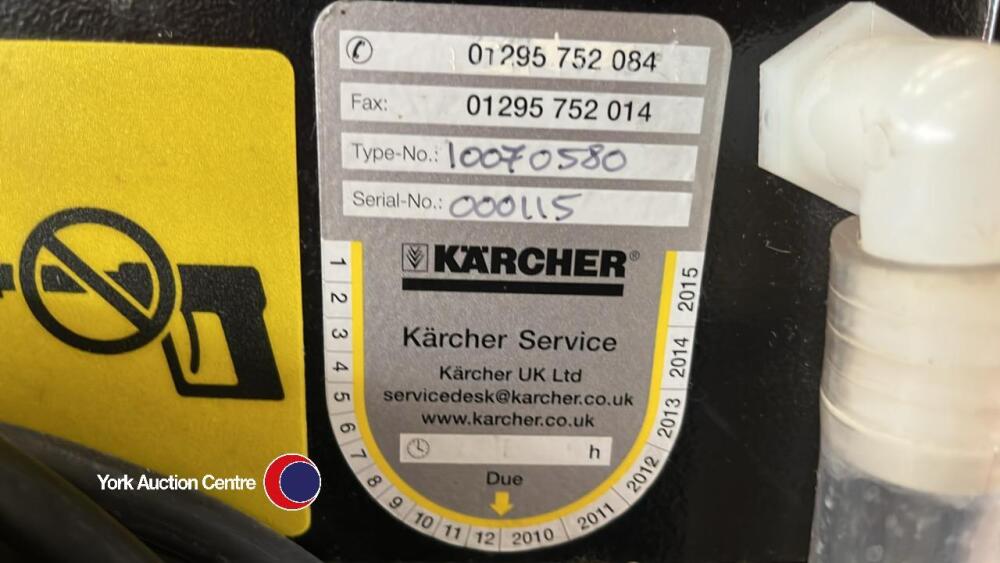 01295 752 084
Fax: 01295 752 014
Type-No.: 10070580
Serial-No.: 000115
KÄRCHER®
Kärcher Service
Kärcher UK Ltd
servicedesk@karcher.co.uk
www.karcher.co.uk
h
Due
1 2 3 4 5 6 7 8 9 10 11 12 2010 2011 2012 2013 2014 2015
York Auction Centre